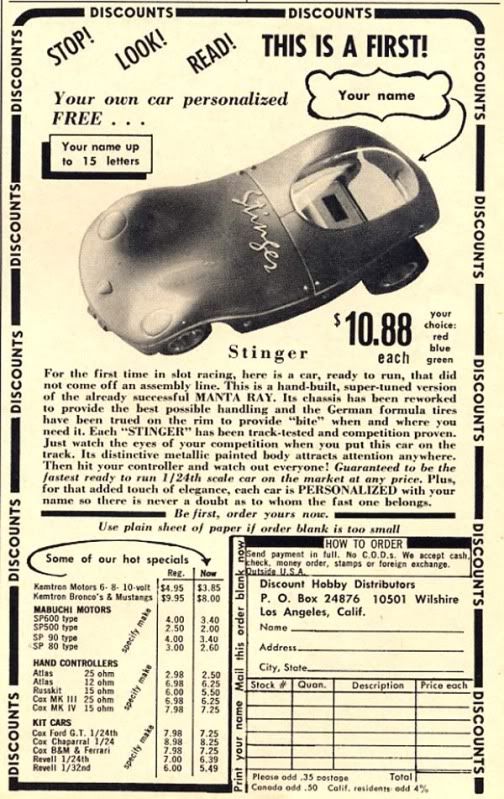 DISCOUNTS
DISCOUNTS
DISCOUNTS
DISCOUNTS
DISCOUNTS
DISCOUNTS
DISCOUNTS
DISCOUNTS
DISCOUNTS
DISCOUNTS
DISCOUNTS
DISCOUNTS
STOP!
LOOK!
READ!
THIS IS A FIRST!
Your own car personalized
FREE . . .
Your name
Your name up
to 15 letters
Stinger
$10.88
each
your
choice:
red
blue
green
Stinger
For the first time in slot racing, here is a car, ready to run, that did
not come off an assembly line. This is a hand-built, super-tuned version
of the already successful MANTA RAY. Its chassis has been reworked
to provide the best possible handling and the German formula tires
have been trued on the rim to provide "bite" when and where you
need it. Each "STINGER" has been track-tested and competition proven.
Just watch the eyes of your competition when you put this car on the
track. Its distinctive metallic painted body attracts attention anywhere.
Then hit your controller and watch out everyone! Guaranteed to be the
fastest ready to run 1/24th scale car on the market at any price. Plus,
for that added touch of elegance, each car is PERSONALIZED with your
name so there is never a doubt as to whom the fast one belongs.
Be first, order yours now.
Use plain sheet of paper if order blank is too small
Some of our hot specials
Reg. Now
Kemtron Motors 6- 8- 10-volt $4.95 $3.85
Kemtron Bronco's & Mustangs $9.95 $8.00
MABUCHI MOTORS
SP600 type 4.00 3.40
SP500 type 2.50 2.00
SP 90 type 4.00 3.40
SP 80 type 3.00 2.60
specify make
HAND CONTROLLERS
Atlas 25 ohm 2.98 2.50
Atlas 12 ohm 6.98 6.25
Russkit 15 ohm 6.00 5.50
Cox MK III 25 ohm 6.98 6.25
Cox MK IV 15 ohm 7.98 7.25
specify make
KIT CARS
Cox Ford G.T. 1/24th 7.98 7.25
Cox Chaparral 1/24 8.98 8.25
Cox B&M & Ferrari 7.98 7.25
Revell 1/24th 7.00 6.39
Revell 1/32nd 6.00 5.49
specify make
Print your name Mail this order blank now
HOW TO ORDER
Send payment in full. No C.O.D.s. We accept cash,
check, money order, stamps or foreign exchange.
Outside U.S.A.
Discount Hobby Distributors
P. O. Box 24876 10501 Wilshire
Los Angeles, Calif.
Name
Address
City, State
Stock # Quan. Description Price each
Please add .35 postage Total
Canada add .50 Calif. residents add 4%